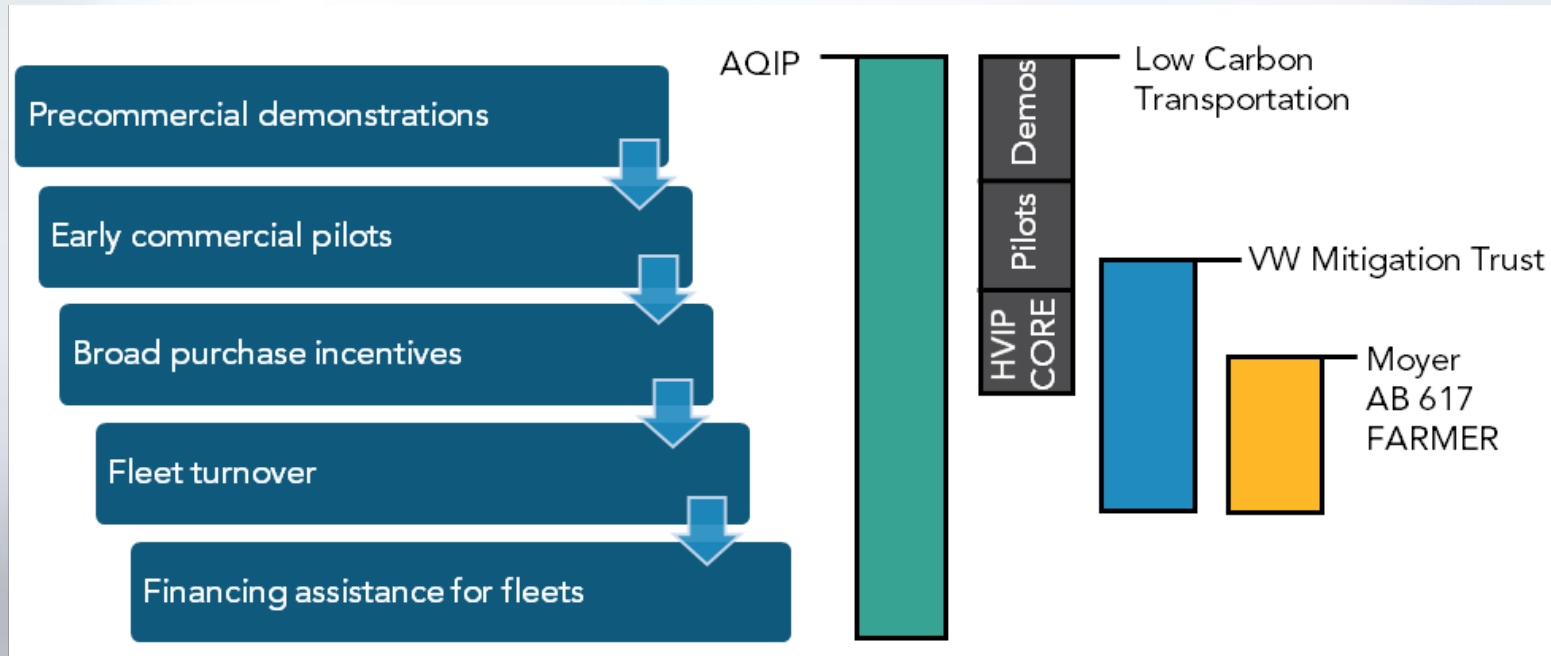 Precommercial demonstrations
Early commercial pilots
Broad purchase incentives
Fleet turnover
Financing assistance for fleets
AQIP
Demos
Pilots
HVIP
CORE
Low Carbon
Transportation
VW Mitigation Trust
Moyer
AB 617
FARMER